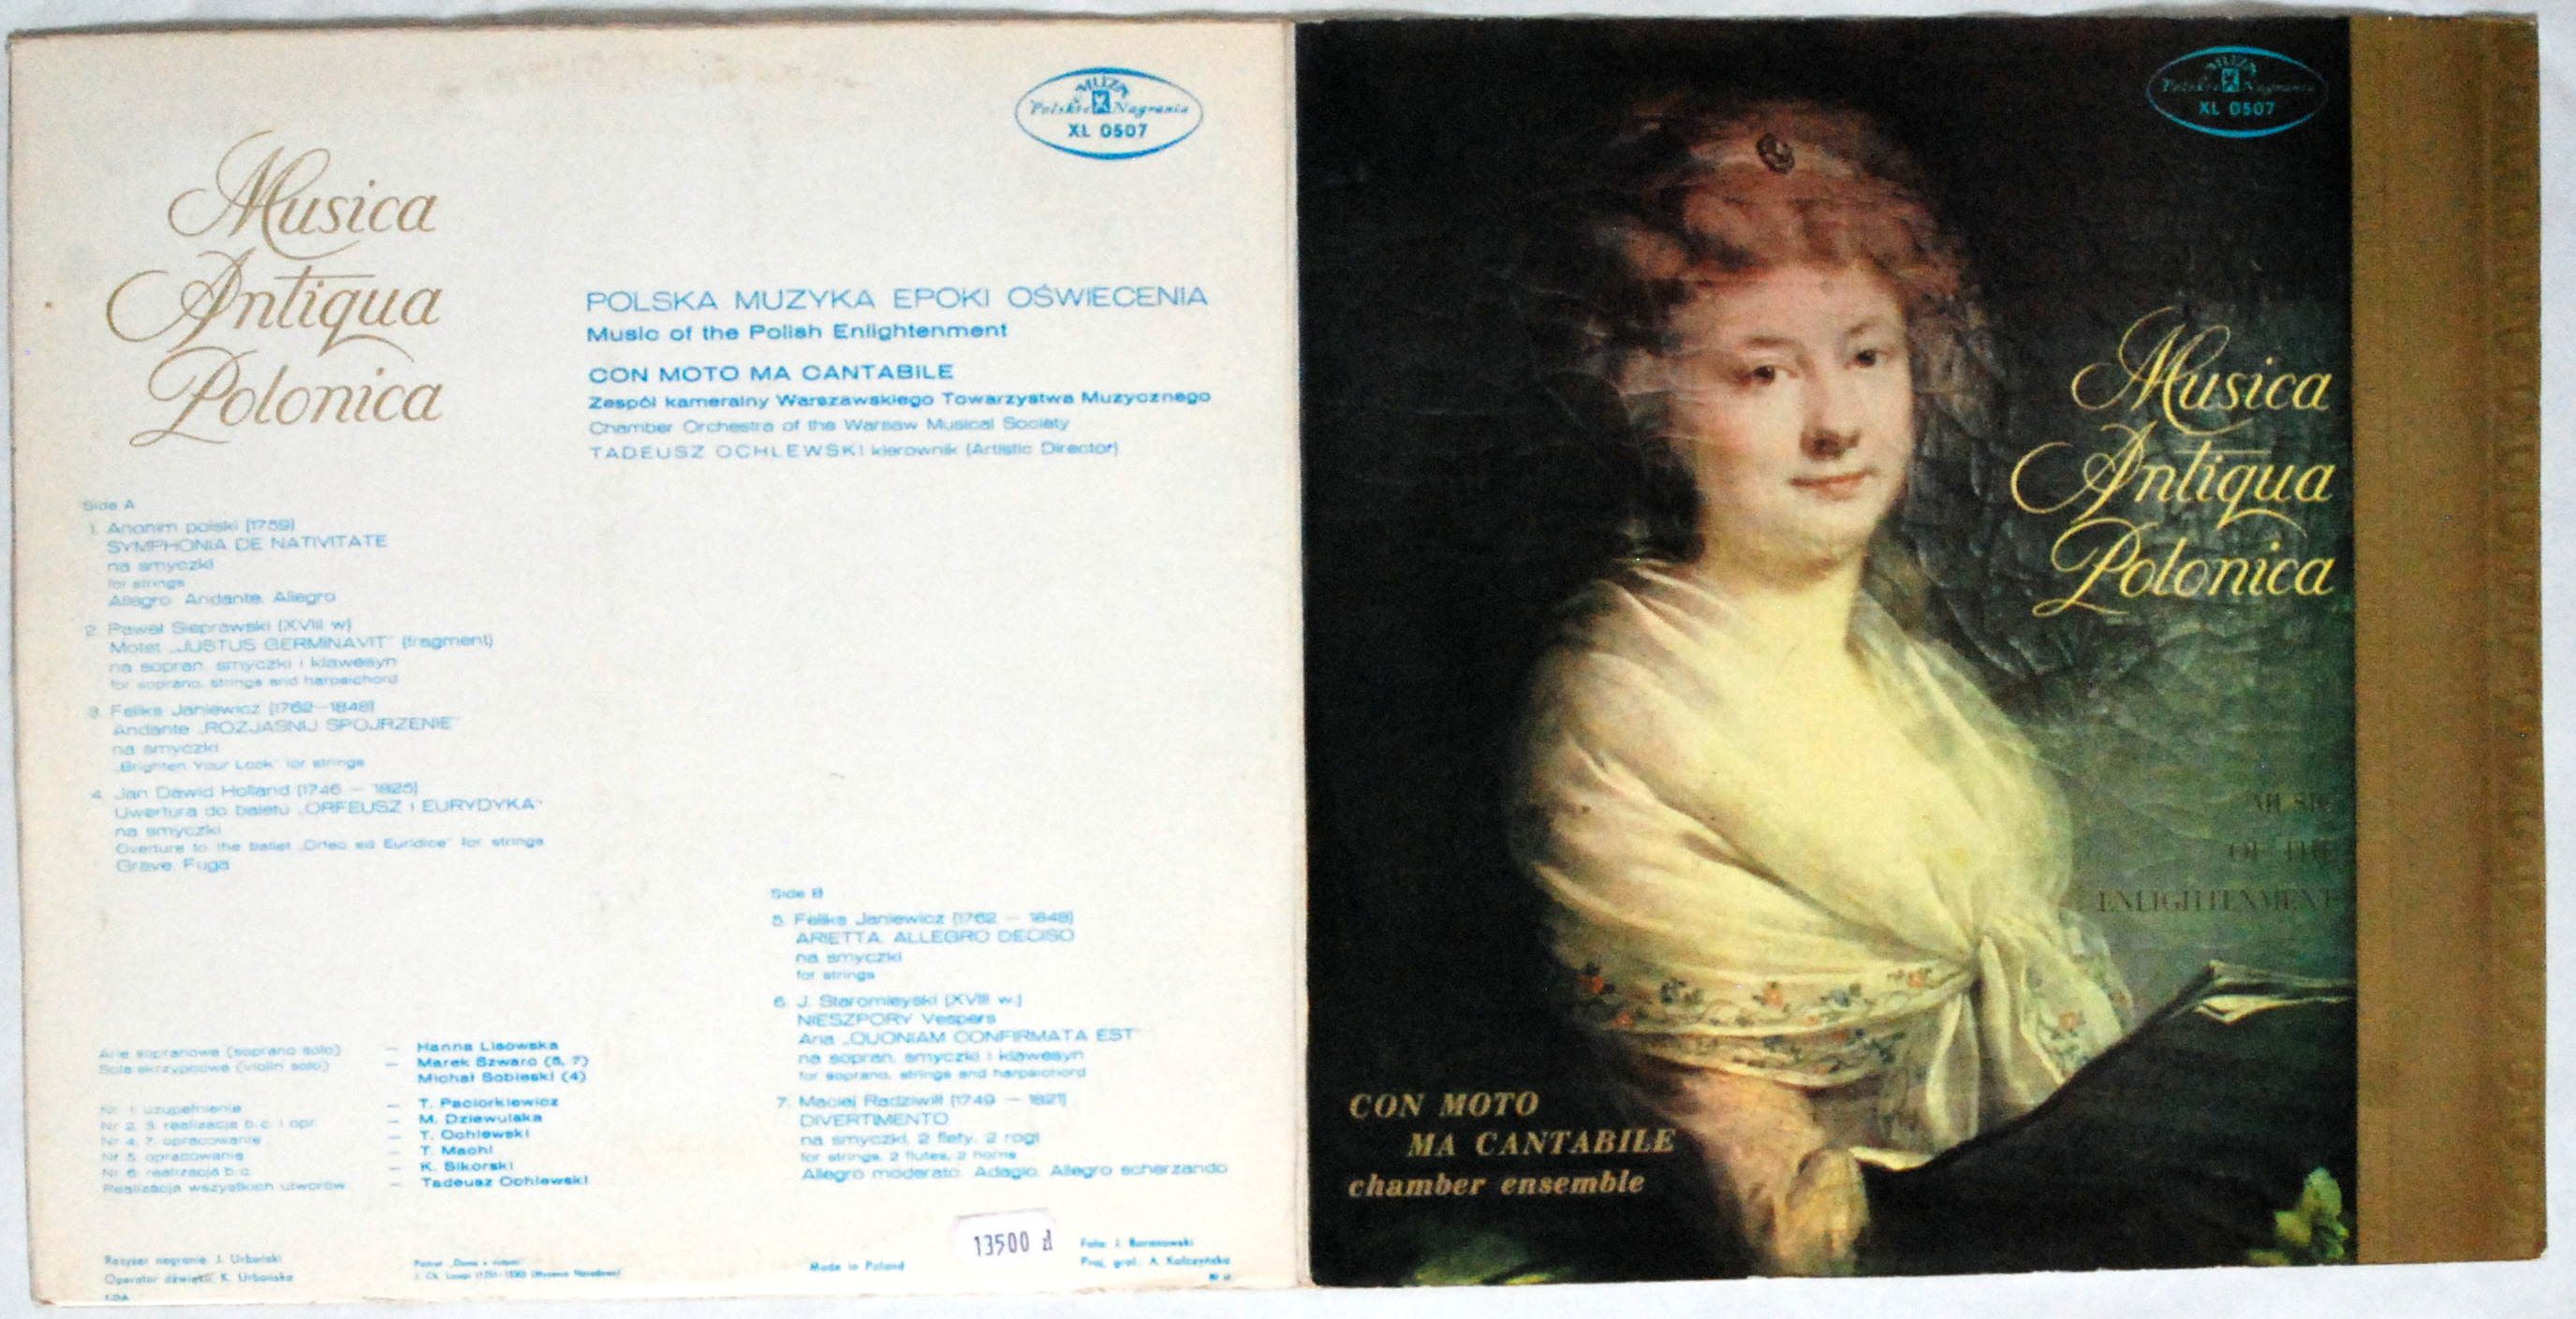 MUZA
Polskie Nagrania
XL 0507
Musica
Antiqua
Polonica
POLSKA MUZYKA EPOKI OŚWIECENIA
Music of the Polish Enlightenment
CON MOTO MA CANTABILE
Zespół kameralny Warszawskiego Towarzystwa Muzycznego
Chamber Orchestra of the Warsaw Musical Society
TADEUSZ OCHLEWSKI kierownik (Artistic Director)
Side A
1. Anonim polski (1759)
SYMPHONIA DE NATIVITATE
na smyczki
for strings
Allegro. Andante. Allegro
2. Paweł Sieprawski (XVIII w)
Motet „JUSTUS GERMINAVIT" (fragment)
na sopran, smyczki i klawesyn
for soprano, strings and harpsichord
3. Feliks Janiewicz (1762—1848)
Andante „ROZJAŚNIJ SPOJRZENIE"
na smyczki
„Brighten Your Look" for strings
4. Jan Dawid Holland (1746 — 1825)
Uwertura do baletu „ORFEUSZ I EURYDYKA"
na smyczki
Overture to the ballet „Orfeo ed Euridice" for strings
Grave. Fuga
Side B
5. Feliks Janiewicz (1762 — 1848)
ARIETTA. ALLEGRO DECISO
na smyczki
for strings
6. J. Staromieyski (XVIII w.)
NIESZPORY Vespers
Aria „QUONIAM CONFIRMATA EST"
na sopran, smyczki i klawesyn
for soprano, strings and harpsichord
7. Maciej Radziwiłł (1749 — 1821)
DIVERTIMENTO
na smyczki, 2 flety, 2 rogi
for strings, 2 flutes, 2 horns
Allegro moderato. Adagio. Allegro scherzando
Arie sopranowe (soprano solo) — Hanna Lisowska
Sola skrzypcowe (violin solo) — Marek Szwarc (5, 7)
Michał Sobieski (4)
Nr 1 uzupełnienie — T. Paciorkiewicz
Nr 2, 3 realizacja b.c. i opr. — M. Dziewulska
Nr 4, 7 opracowanie — T. Ochlewski
Nr 5 opracowanie — T. Machl
Nr 6 realizacja b.c. — K. Sikorski
Realizacja wszystkich utworów — Tadeusz Ochlewski
Reżyser nagrania: J. Urbański
Operator dźwięku: K. Urbańska
Made in Poland
13500 zł
Proj. graf.
MUZA
Polskie Nagrania
XL 0507
Musica
Antiqua
Polonica
MUSIC
OF THE
ENLIGHTENMENT
CON MOTO
MA CANTABILE
chamber ensemble